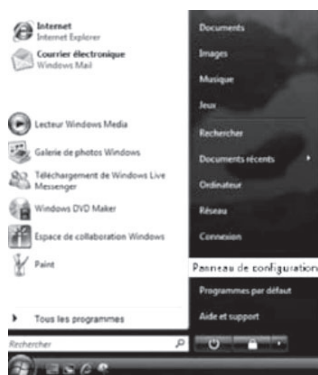 Internet
Internet Explorer
Courrier électronique
Windows Mail
Lecteur Windows Media
Galerie de photos Windows
Téléchargement de Windows Live
Messenger
Windows DVD Maker
Espace de collaboration Windows
Paint
Tous les programmes
Rechercher
Documents
Images
Musique
Jeux
Rechercher
Documents récents
Ordinateur
Réseau
Connexion
Panneau de configuration
Programmes par défaut
Aide et support